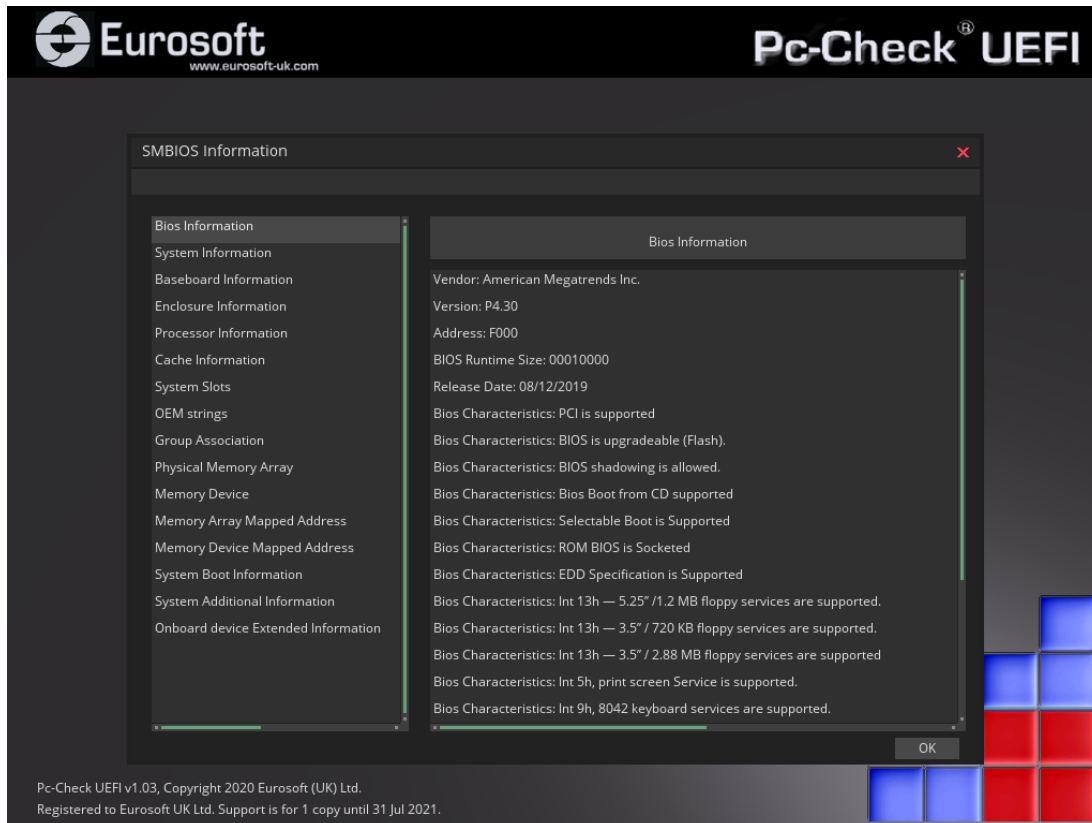 Eurosoft
www.eurosoft-uk.com
Pc-Check® UEFI
SMBIOS Information
Bios Information
System Information
Baseboard Information
Enclosure Information
Processor Information
Cache Information
System Slots
OEM strings
Group Association
Physical Memory Array
Memory Device
Memory Array Mapped Address
Memory Device Mapped Address
System Boot Information
System Additional Information
Onboard device Extended Information
Bios Information
Vendor: American Megatrends Inc.
Version: P4.30
Address: F000
BIOS Runtime Size: 00010000
Release Date: 08/12/2019
Bios Characteristics: PCI is supported
Bios Characteristics: BIOS is upgradeable (Flash).
Bios Characteristics: BIOS shadowing is allowed.
Bios Characteristics: Bios Boot from CD supported
Bios Characteristics: Selectable Boot is Supported
Bios Characteristics: ROM BIOS is Socketed
Bios Characteristics: EDD Specification is Supported
Bios Characteristics: Int 13h — 5.25” /1.2 MB floppy services are supported.
Bios Characteristics: Int 13h — 3.5” / 720 KB floppy services are supported.
Bios Characteristics: Int 13h — 3.5” / 2.88 MB floppy services are supported
Bios Characteristics: Int 5h, print screen Service is supported.
Bios Characteristics: Int 9h, 8042 keyboard services are supported.
OK
Pc-Check UEFI v1.03, Copyright 2020 Eurosoft (UK) Ltd.
Registered to Eurosoft UK Ltd. Support is for 1 copy until 31 Jul 2021.